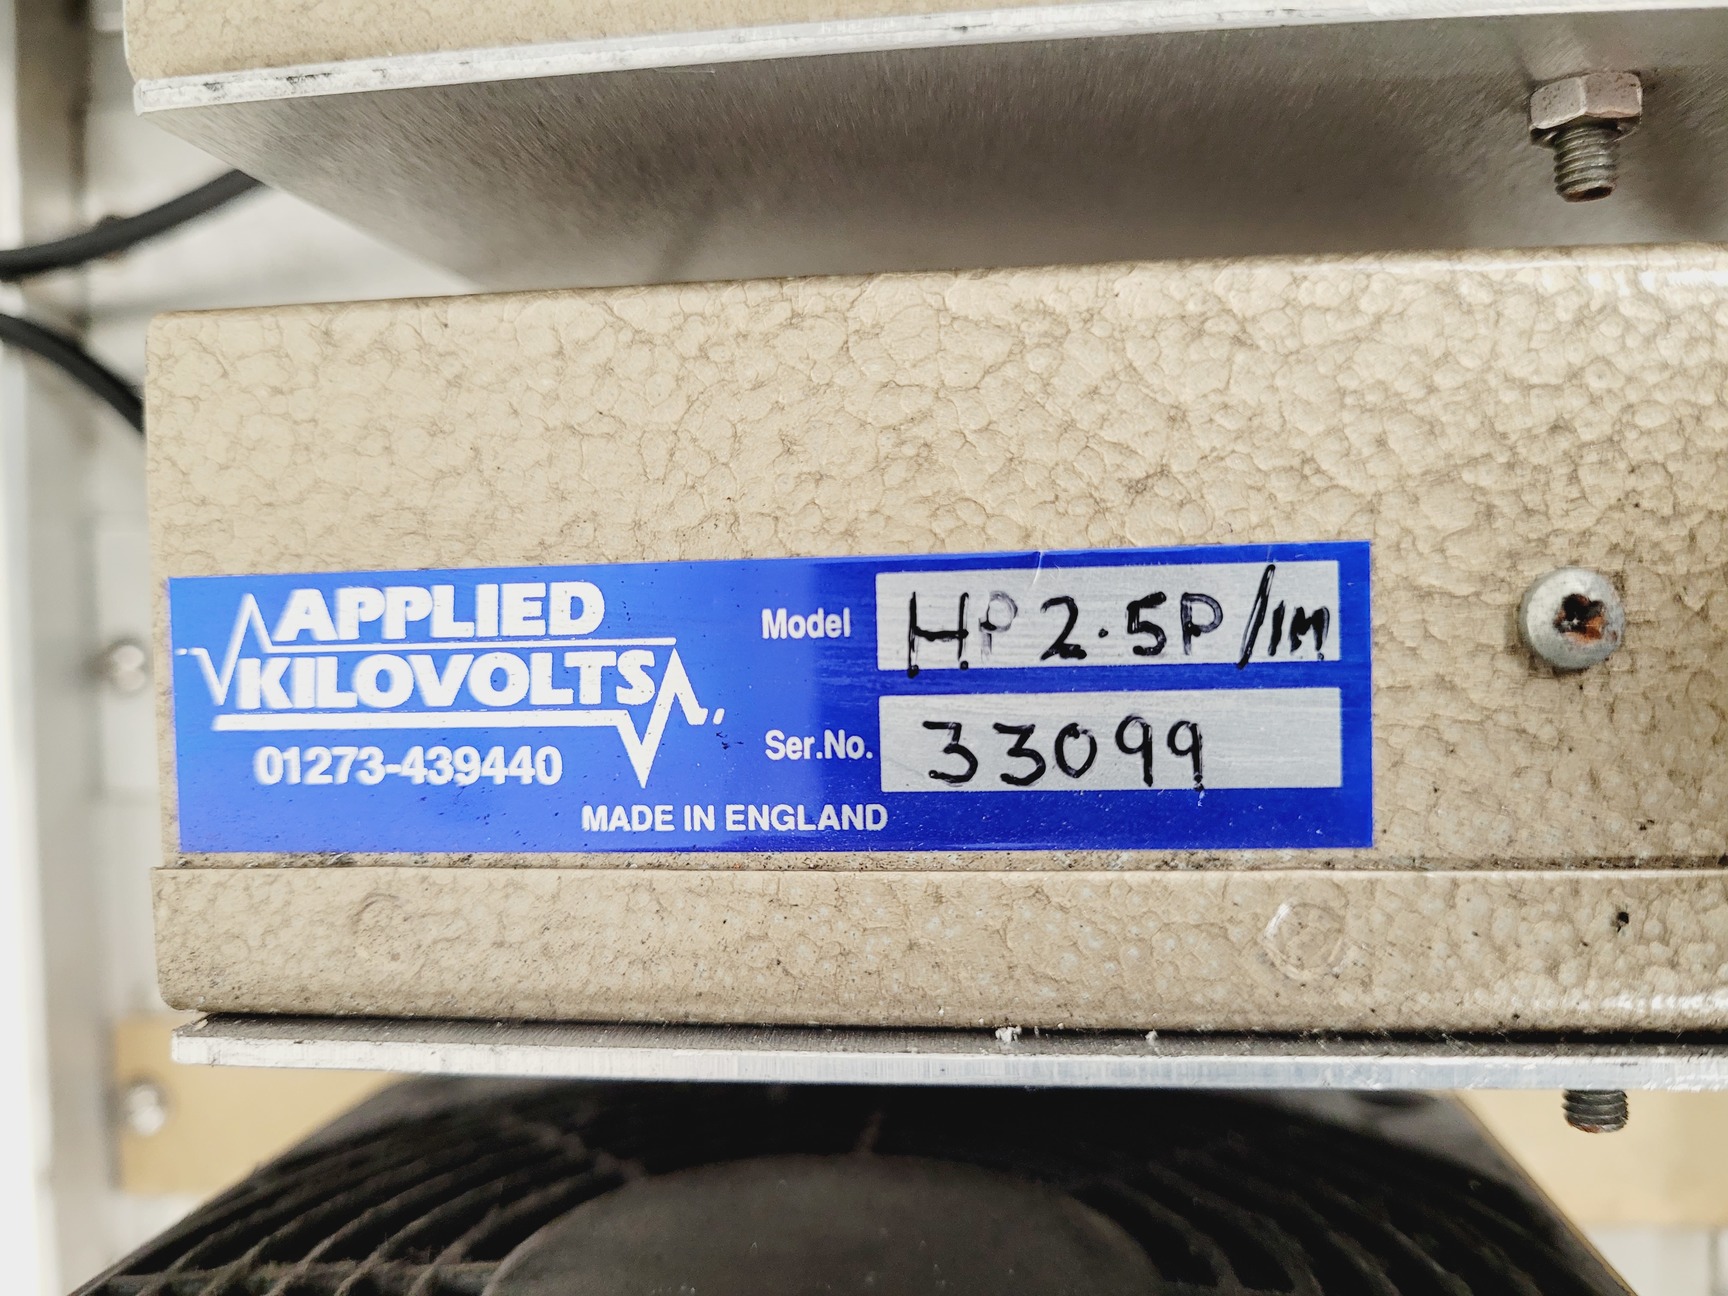 APPLIED
KILOVOLTS
01273-439440
MADE IN ENGLAND
Model HP 2.5P/1M
Ser.No. 33099